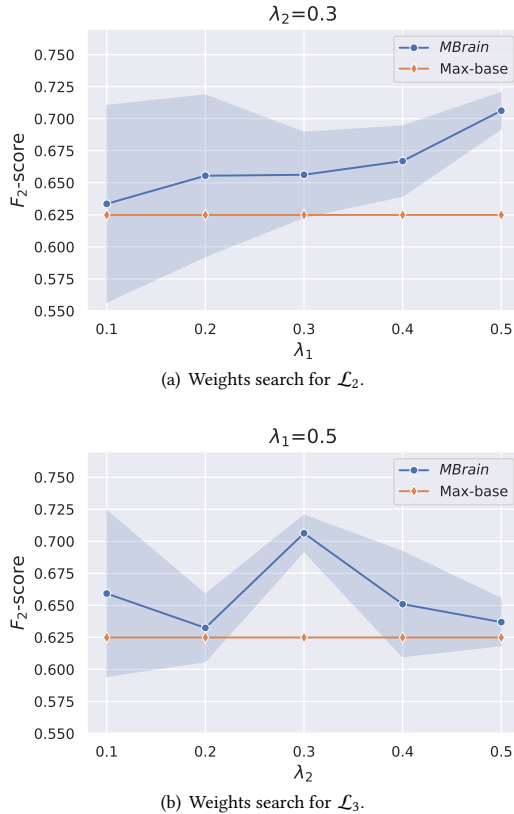 λ₂=0.3
0.750
0.725
0.700
0.675
0.650
0.625
0.600
0.575
0.550
F₂-score
MBrain
Max-base
0.1 0.2 0.3 0.4 0.5
λ₁
(a) Weights search for ℒ₂.
λ₁=0.5
0.750
0.725
0.700
0.675
0.650
0.625
0.600
0.575
0.550
F₂-score
MBrain
Max-base
0.1 0.2 0.3 0.4 0.5
λ₂
(b) Weights search for ℒ₃.